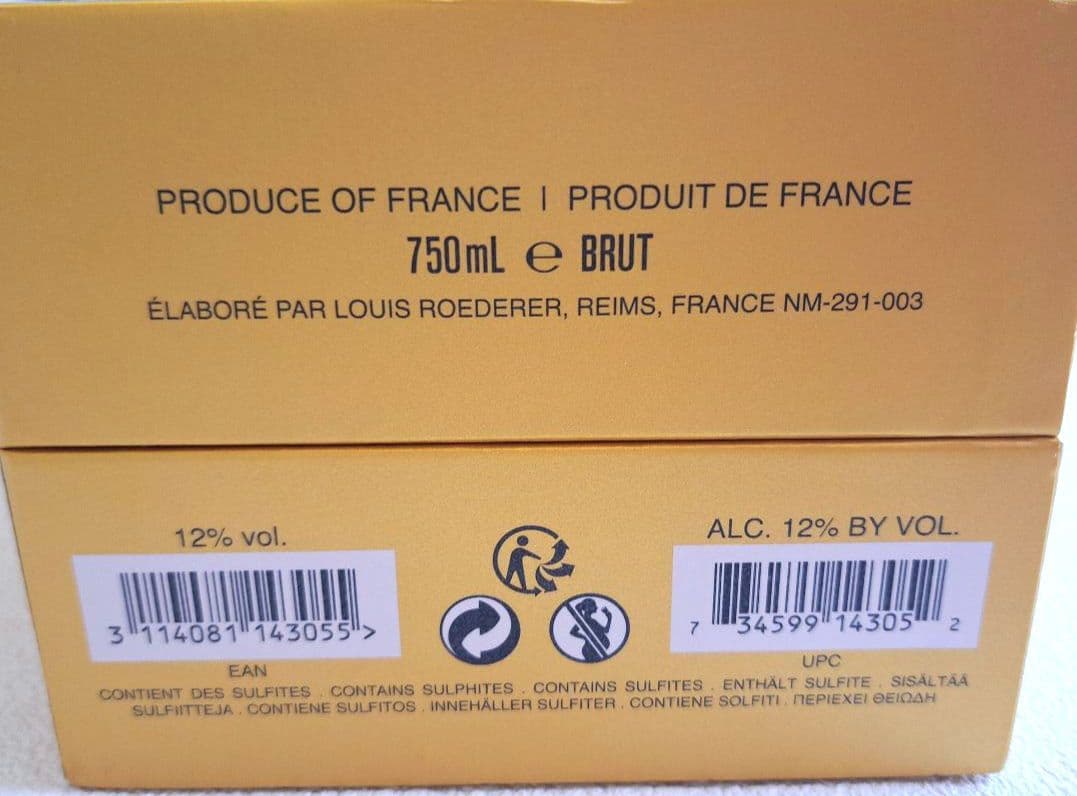 PRODUCE OF FRANCE | PRODUIT DE FRANCE
750mL e BRUT
ÉLABORÉ PAR LOUIS ROEDERER, REIMS, FRANCE NM-291-003
12% vol.
ALC. 12% BY VOL.
3 114081 143055 >
7 34599 14305 2
EAN
UPC
CONTIENT DES SULFITES . CONTAINS SULPHITES . CONTAINS SULFITES . ENTHÄLT SULFITE . SISÄLTÄÄ
SULFIITTEJA . CONTIENE SULFITOS . INNEHÅLLER SULFITER . CONTIENE SOLFITI . ΠΕΡΙΕΧΕΙ ΘΕΙΩΔΗ